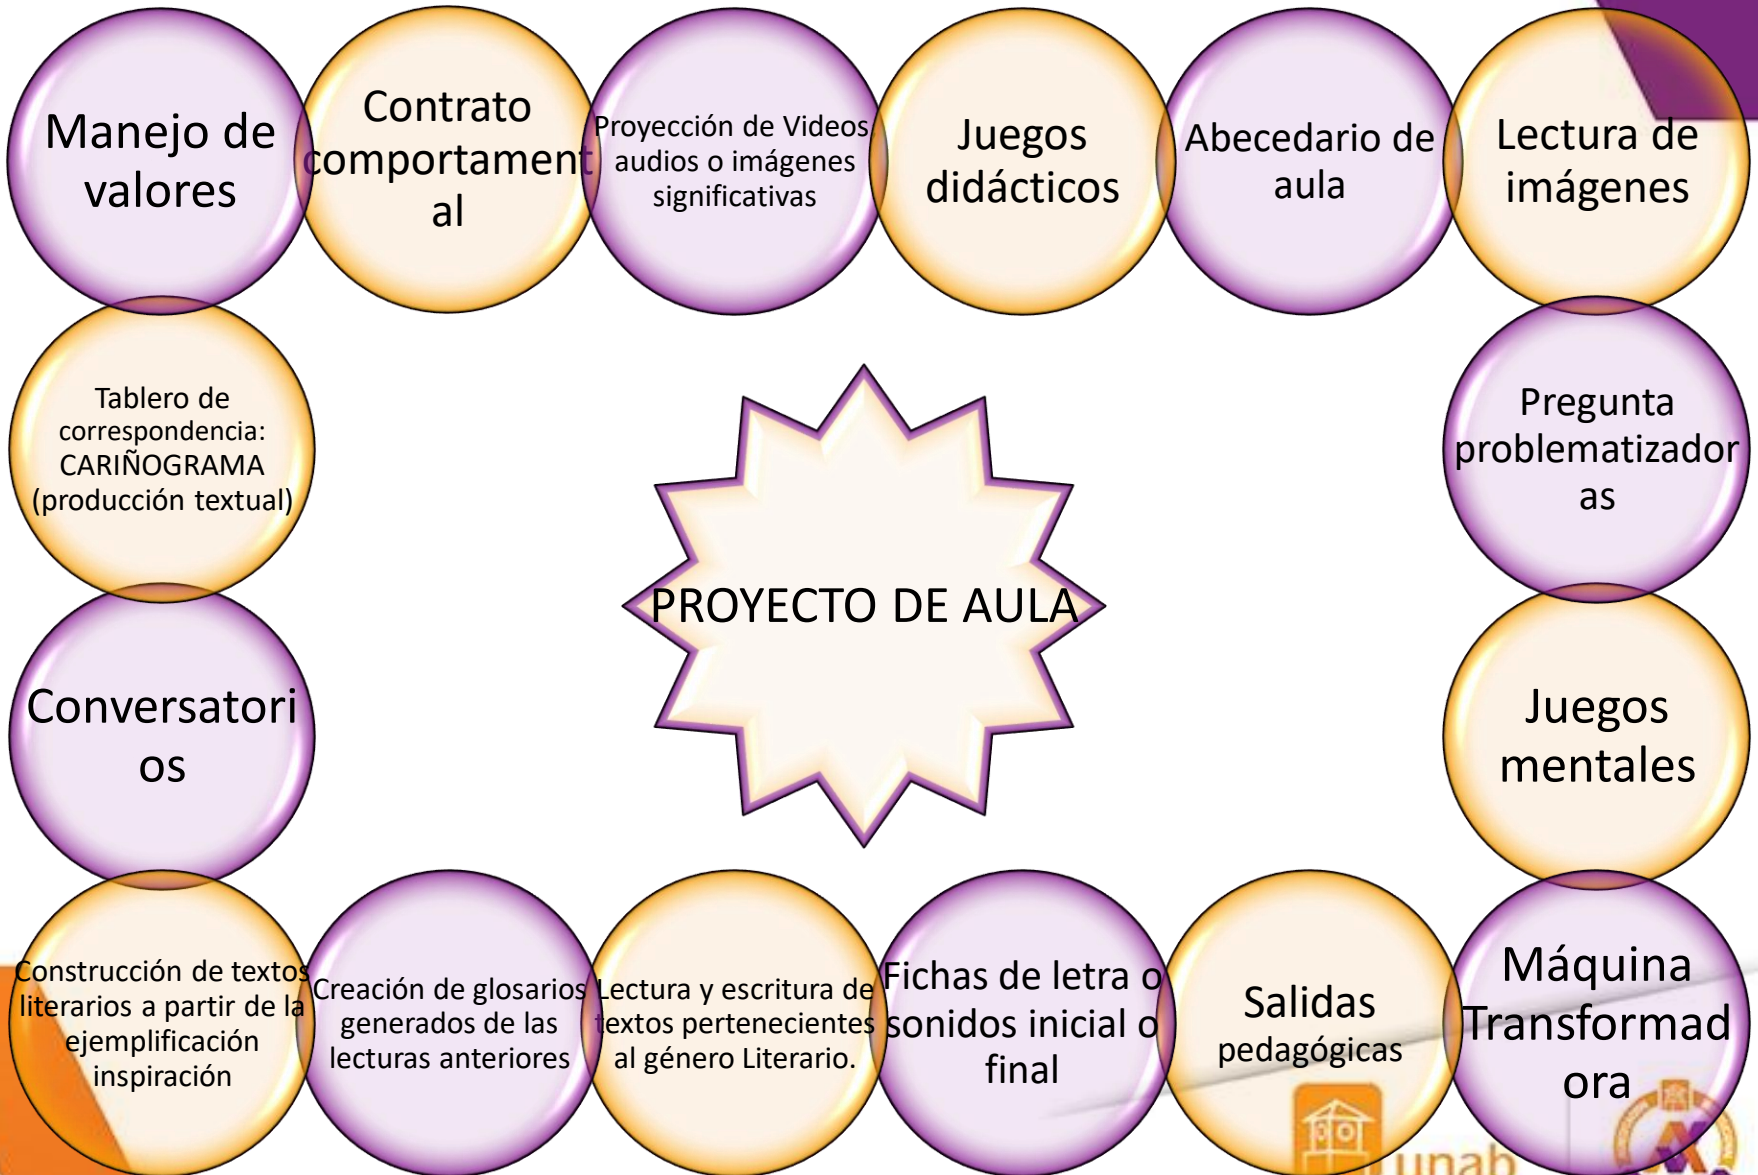 Manejo de
valores
Contrato
comportament
al
Proyección de Videos,
audios o imágenes
significativas
Juegos
didácticos
Abecedario de
aula
Lectura de
imágenes
Tablero de
correspondencia:
CARIÑOGRAMA
(producción textual)
Pregunta
problematizador
as
PROYECTO DE AULA
Conversatori
os
Juegos
mentales
Construcción de textos
literarios a partir de la
ejemplificación
inspiración
Creación de glosarios
generados de las
lecturas anteriores
Lectura y escritura de
textos pertenecientes
al género Literario.
Fichas de letra o
sonidos inicial o
final
Salidas
pedagógicas
Máquina
Transformad
ora
unab